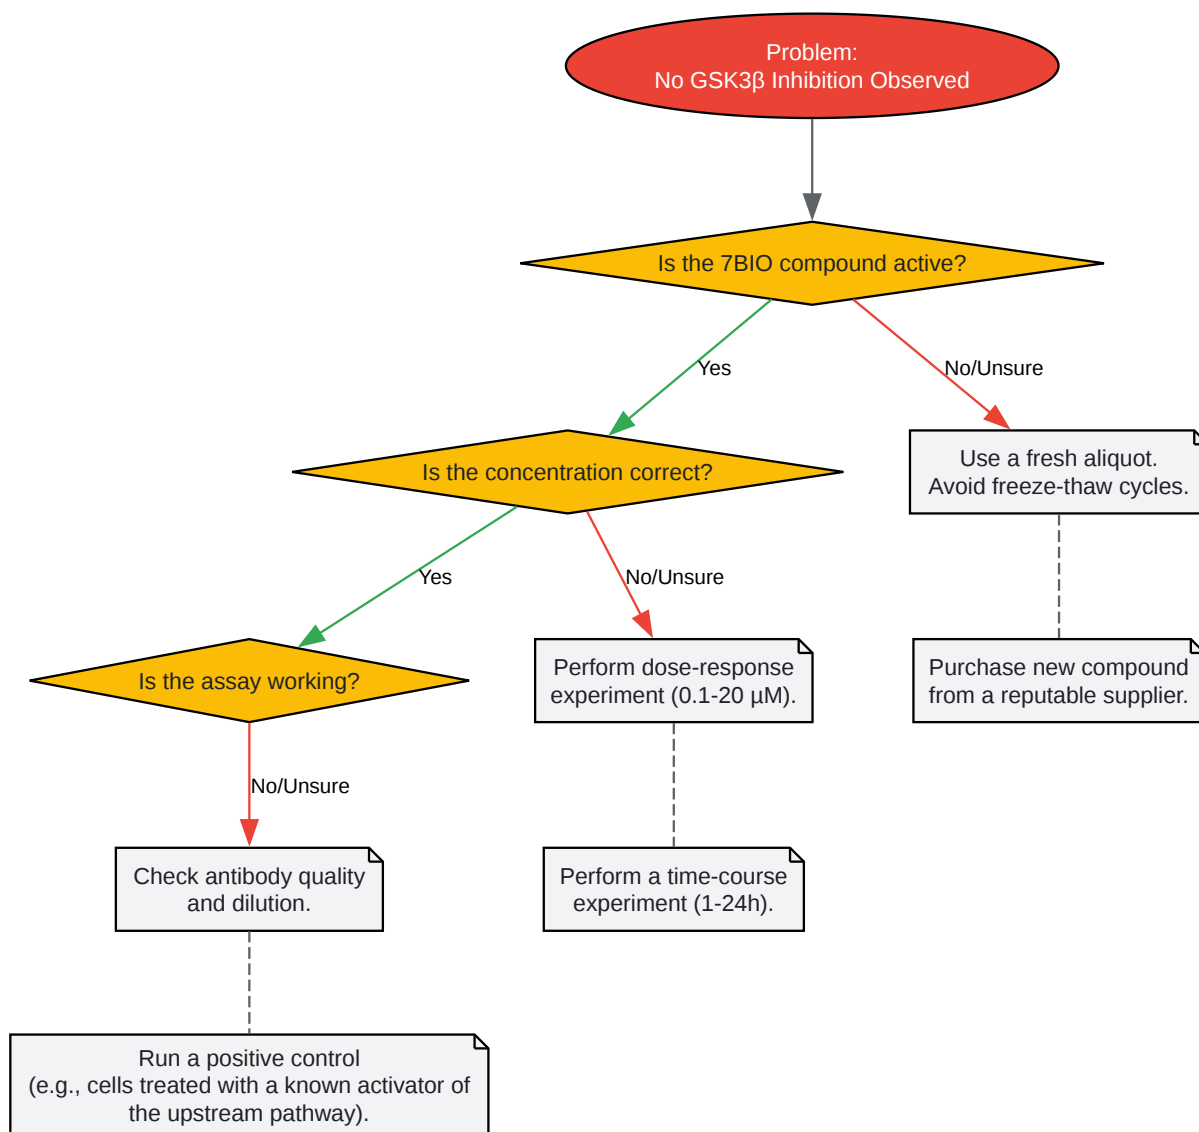 Problem:
No GSK3β Inhibition Observed
Is the 7BIO compound active?
Yes
No/Unsure
Is the concentration correct?
Use a fresh aliquot.
Avoid freeze-thaw cycles.
Yes
No/Unsure
Is the assay working?
Perform dose-response
experiment (0.1-20 µM).
Purchase new compound
from a reputable supplier.
No/Unsure
Check antibody quality
and dilution.
Perform a time-course
experiment (1-24h).
Run a positive control
(e.g., cells treated with a known activator of
the upstream pathway).